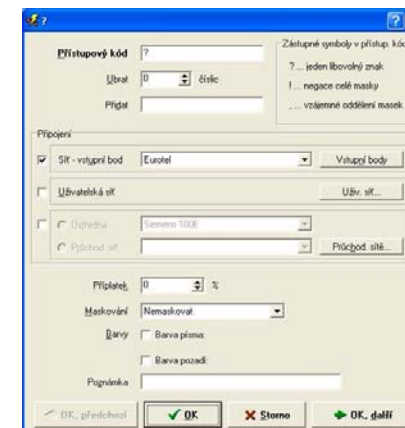 ?
Přístupový kód ?
Ubrat 0 číslic
Přidat
Zástupné symboly v přístup. kód
? ... jeden libovolný znak
! ... negace celé masky
, ... vzájemné oddělení masek
Připojení
Síť - vstupní bod Eurotel Vstupní body
Uživatelská síť Uživ. síť...
Ústředna Siemens 100E
Průchod. síť Průchod. sítě...
Příplatek 0 %
Maskování Nemaskovat
Barvy Barva písma:
Barva pozadí:
Poznámka
OK, předchozí OK Storno OK, další